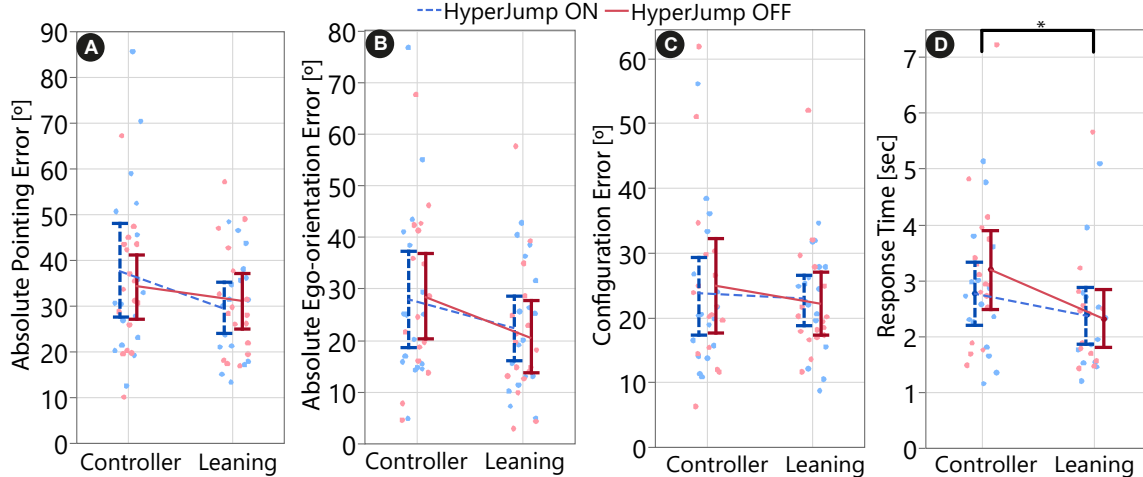 HyperJump ON HyperJump OFF
A
Absolute Pointing Error [º]
90
80
70
60
50
40
30
20
10
0
Controller Leaning
B
Absolute Ego-orientation Error [º]
80
70
60
50
40
30
20
10
0
Controller Leaning
C
Configuration Error [º]
60
50
40
30
20
10
0
Controller Leaning
D
*
Response Time [sec]
7
6
5
4
3
2
1
0
Controller Leaning